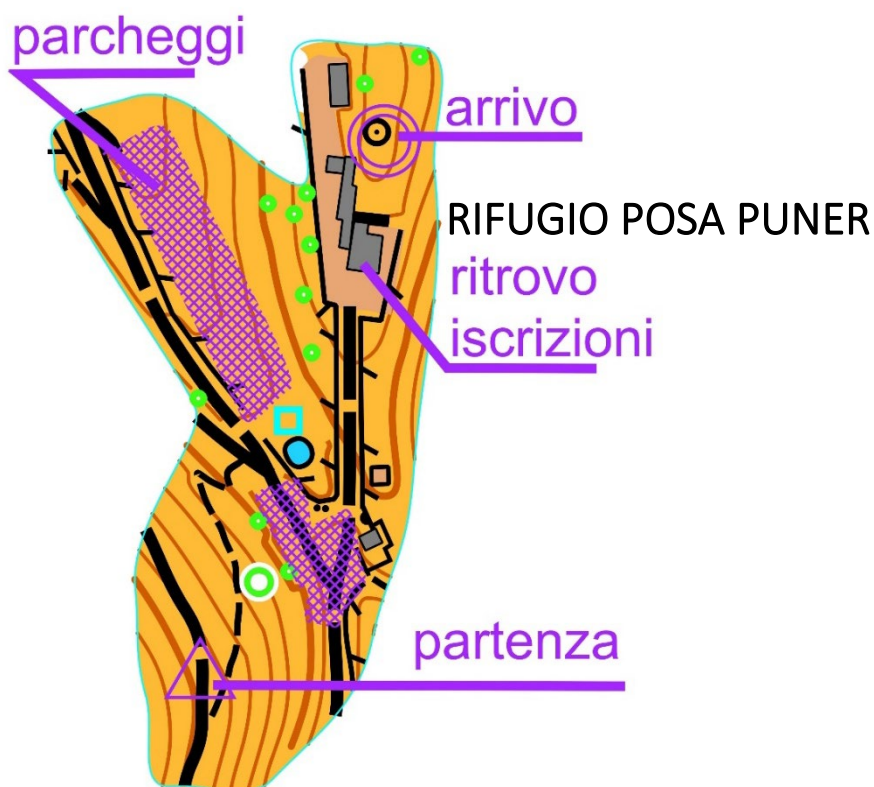 parcheggi
arrivo
RIFUGIO POSA PUNER
ritrovo
iscrizioni
partenza